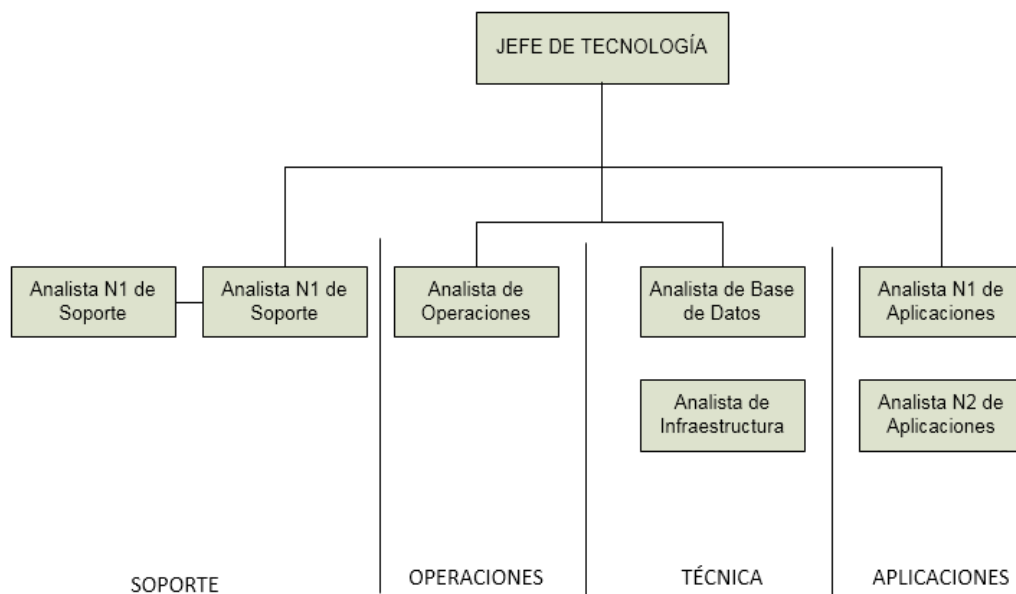 JEFE DE TECNOLOGÍA
Analista N1 de
Soporte
Analista N1 de
Soporte
Analista de
Operaciones
Analista de Base
de Datos
Analista N1 de
Aplicaciones
Analista de
Infraestructura
Analista N2 de
Aplicaciones
SOPORTE
OPERACIONES
TÉCNICA
APLICACIONES